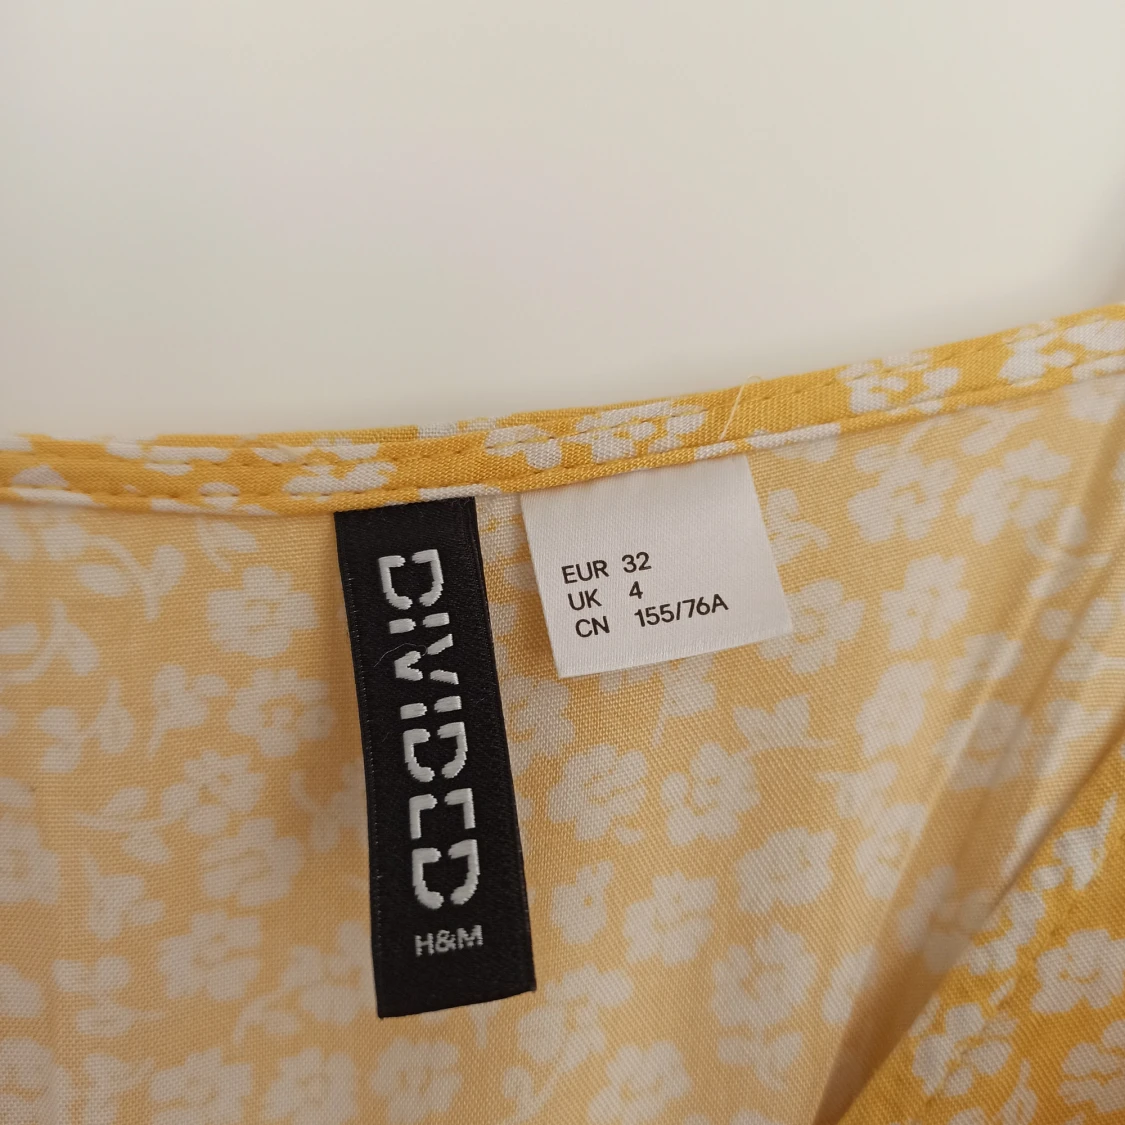 DIVIDED
H&M
EUR 32
UK 4
CN 155/76A